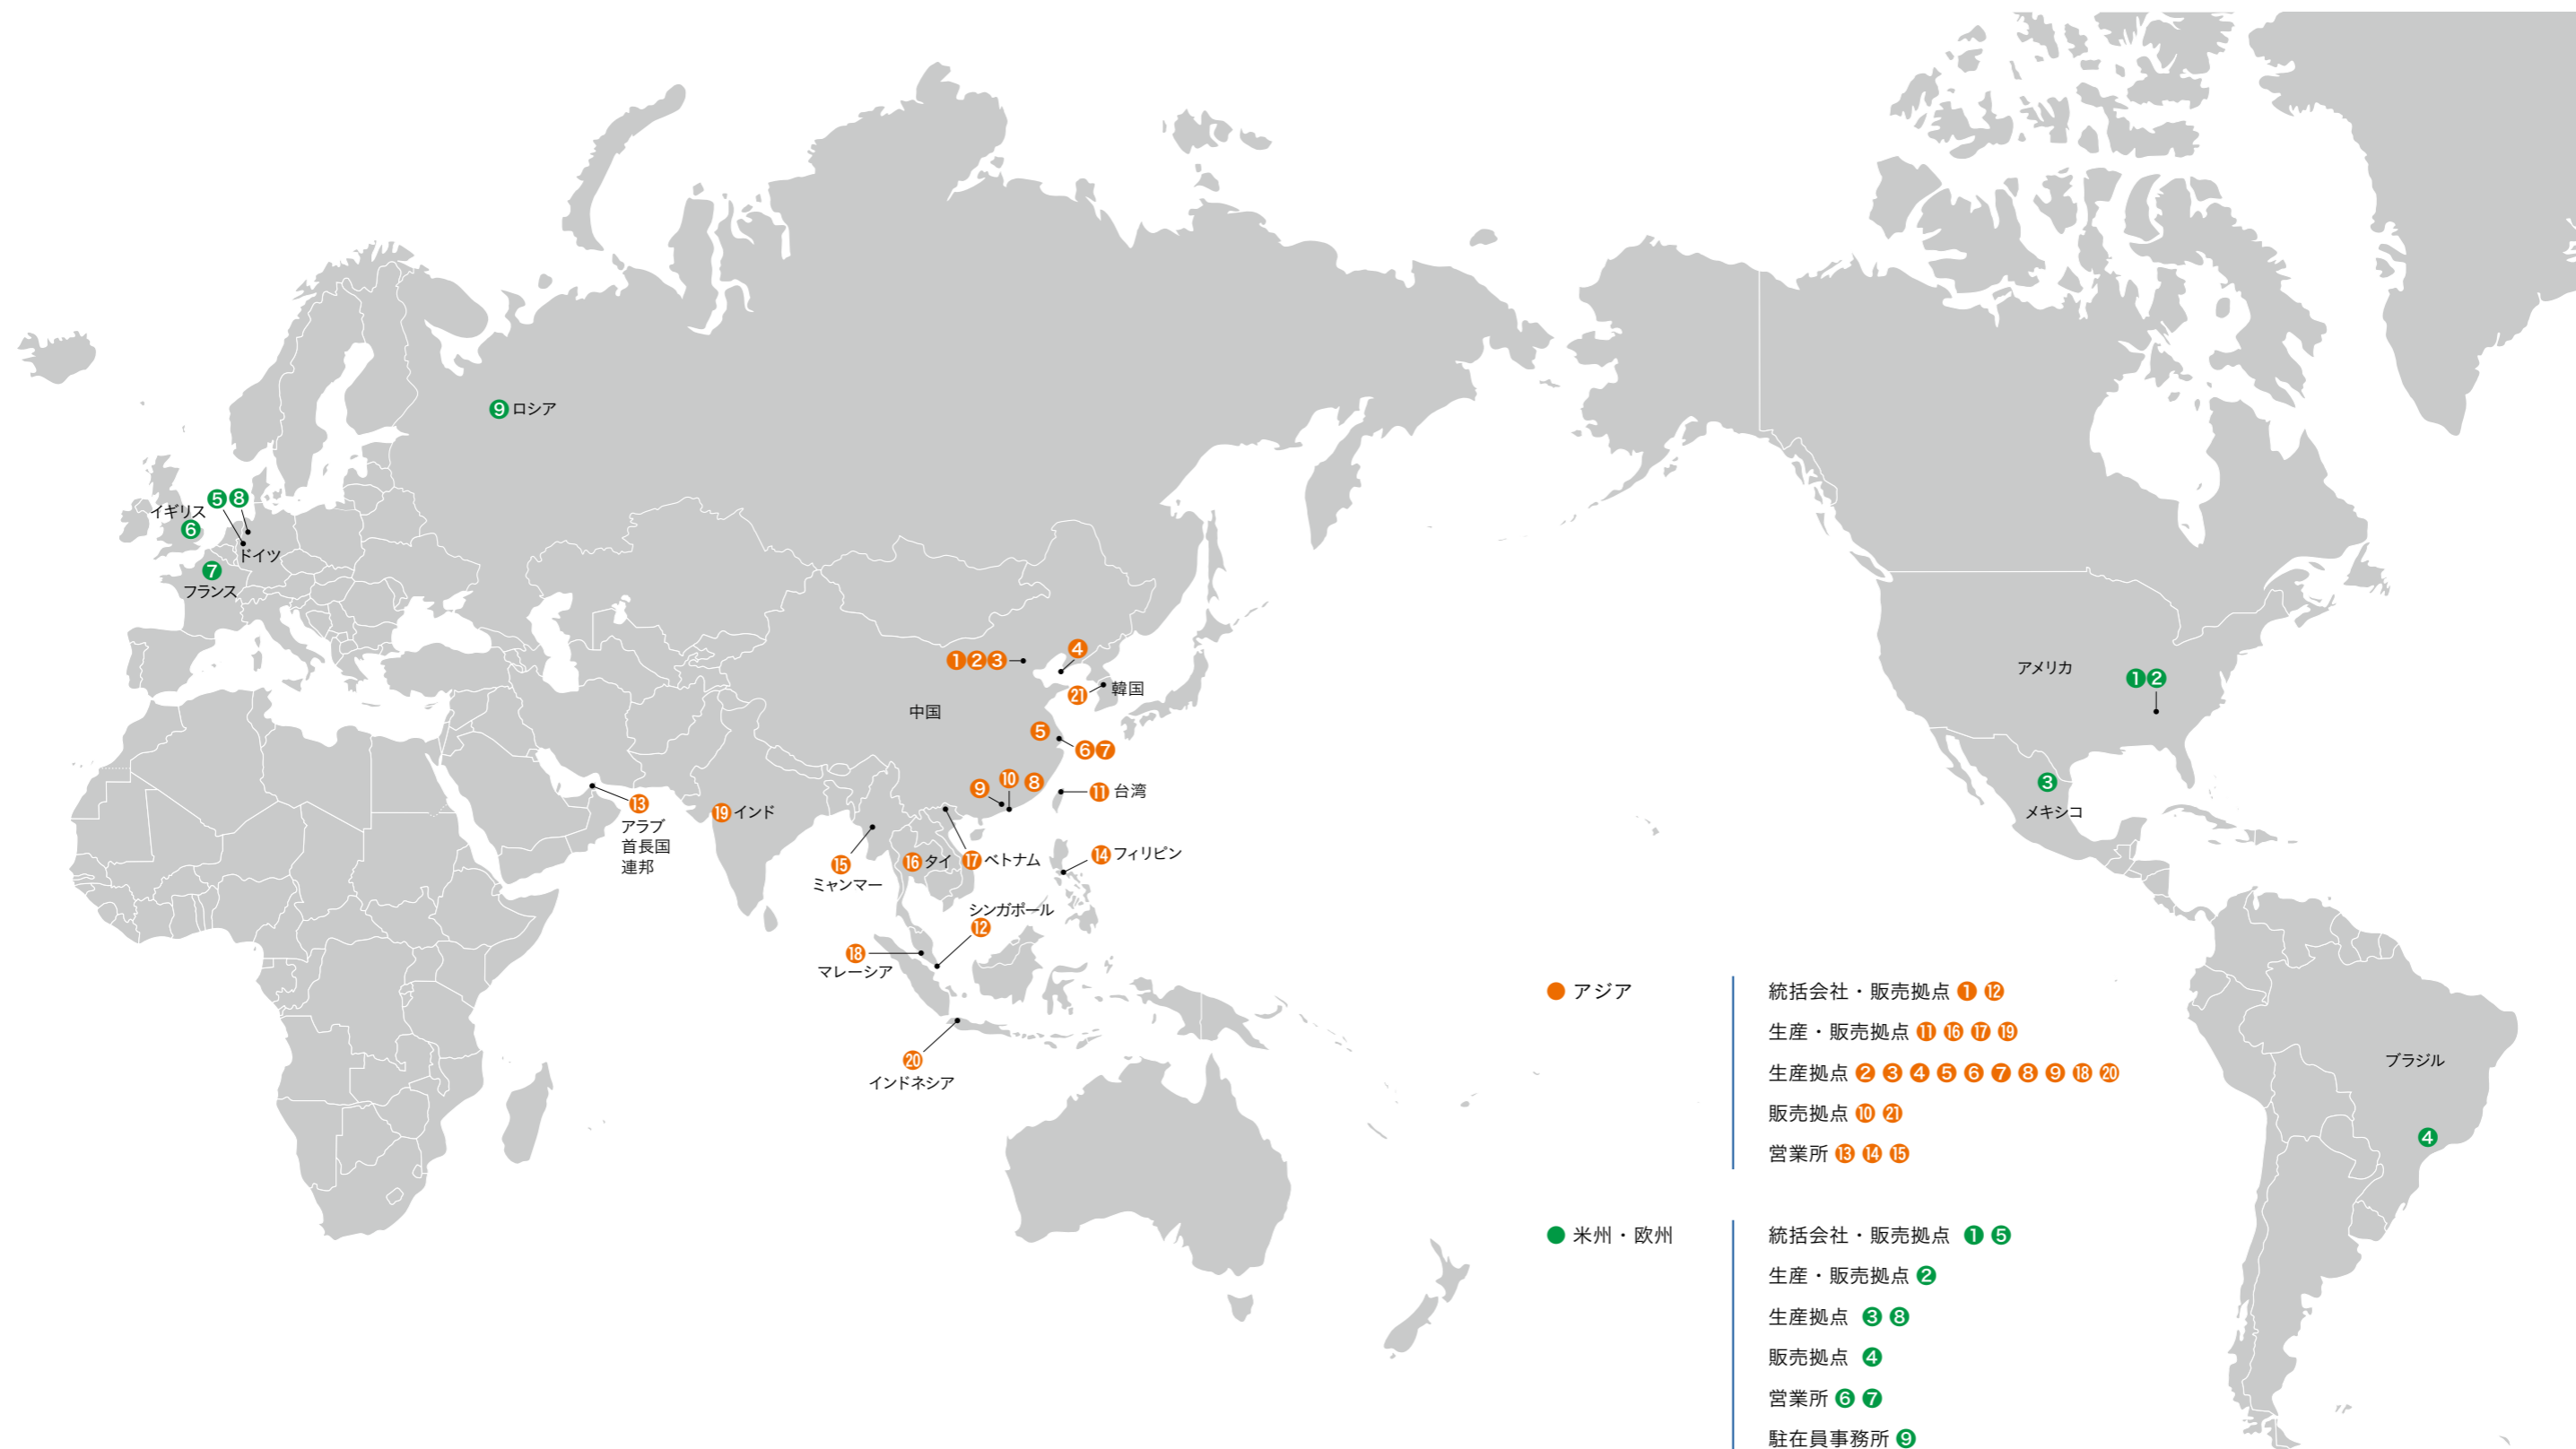 ❾ ロシア
❺ ❽
イギリス
❻
ドイツ
❼
フランス
❶❷❸
❹
㉑ 韓国
中国
❺
❻❼
❾ ❿ ❽
⓫ 台湾
⓭
アラブ
首長国
連邦
⓳ インド
⓯
ミャンマー
⓰ タイ
⓱ ベトナム
⓮ フィリピン
シンガポール
⓬
⓲
マレーシア
⓴
インドネシア
アメリカ
❶❷
❸
メキシコ
ブラジル
❹
● アジア
統括会社・販売拠点 ❶ ⓬
生産・販売拠点 ⓫ ⓰ ⓱ ⓳
生産拠点 ❷ ❸ ❹ ❺ ❻ ❼ ❽ ❾ ⓲ ⓴
販売拠点 ❿ ㉑
営業所 ⓭ ⓮ ⓯
● 米州・欧州
統括会社・販売拠点 ❶ ❺
生産・販売拠点 ❷
生産拠点 ❸ ❽
販売拠点 ❹
営業所 ❻ ❼
駐在員事務所 ❾